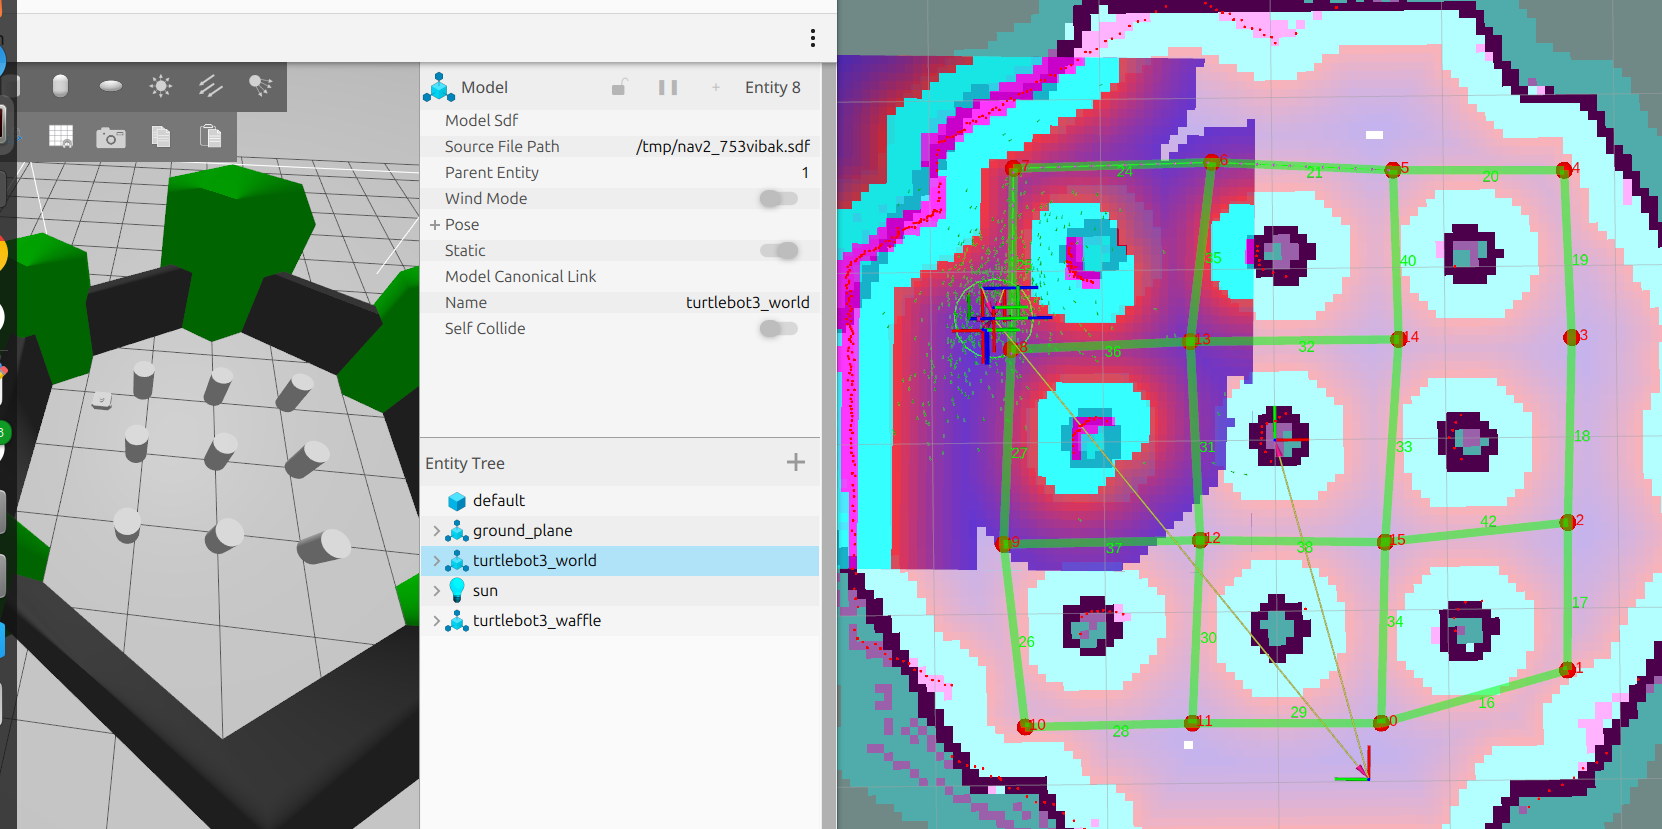 Model Entity 8
Model Sdf
Source File Path /tmp/nav2_753vibak.sdf
Parent Entity 1
Wind Mode
Pose
Static
Model Canonical Link
Name turtlebot3_world
Self Collide
Entity Tree
default
ground_plane
turtlebot3_world
sun
turtlebot3_waffle
7 24 6 21 5 20 4
35 40 19
8 36 13 32 14 3
27 31 33 18
9 37 12 38 15 42 2
26 30 34 17
10 28 11 29 0 16 1